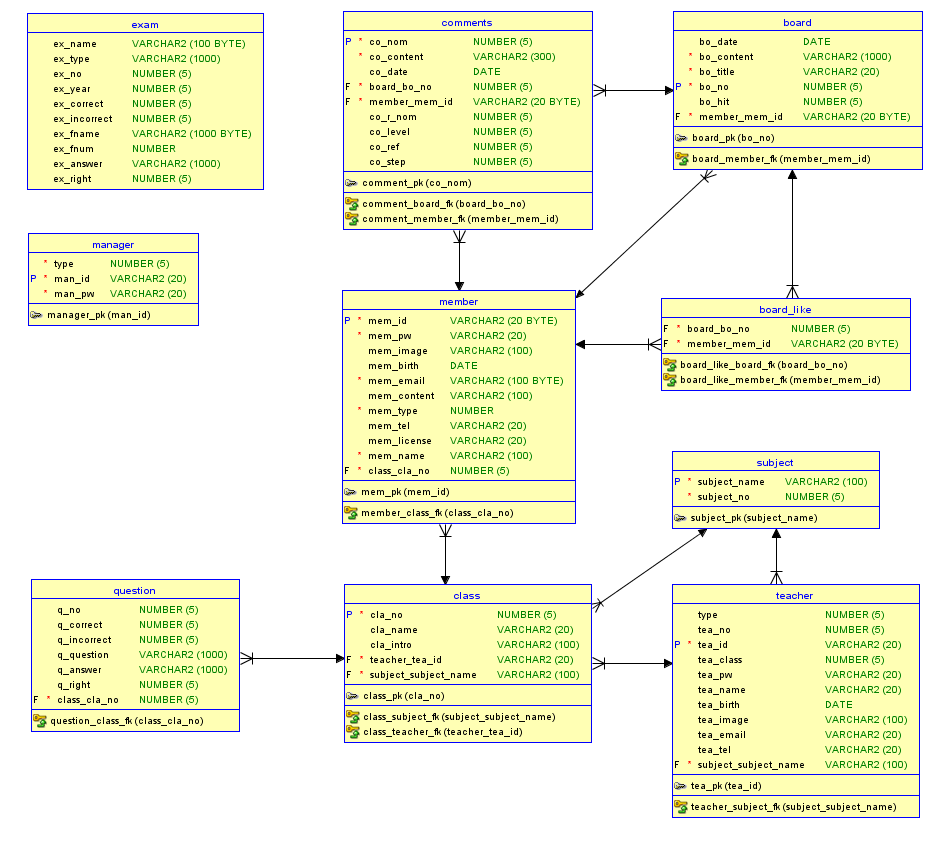 exam
ex_name VARCHAR2 (100 BYTE)
ex_type VARCHAR2 (1000)
ex_no NUMBER (5)
ex_year NUMBER (5)
ex_correct NUMBER (5)
ex_incorrect NUMBER (5)
ex_fname VARCHAR2 (1000 BYTE)
ex_fnum NUMBER
ex_answer VARCHAR2 (1000)
ex_right NUMBER (5)
comments
P * co_nom NUMBER (5)
* co_content VARCHAR2 (300)
co_date DATE
F * board_bo_no NUMBER (5)
F * member_mem_id VARCHAR2 (20 BYTE)
co_r_nom NUMBER (5)
co_level NUMBER (5)
co_ref NUMBER (5)
co_step NUMBER (5)
comment_pk (co_nom)
comment_board_fk (board_bo_no)
comment_member_fk (member_mem_id)
board
bo_date DATE
* bo_content VARCHAR2 (1000)
* bo_title VARCHAR2 (20)
P * bo_no NUMBER (5)
bo_hit NUMBER (5)
F * member_mem_id VARCHAR2 (20 BYTE)
board_pk (bo_no)
board_member_fk (member_mem_id)
manager
* type NUMBER (5)
P * man_id VARCHAR2 (20)
* man_pw VARCHAR2 (20)
manager_pk (man_id)
member
P * mem_id VARCHAR2 (20 BYTE)
* mem_pw VARCHAR2 (20)
mem_image VARCHAR2 (100)
mem_birth DATE
* mem_email VARCHAR2 (100 BYTE)
mem_content VARCHAR2 (100)
* mem_type NUMBER
mem_tel VARCHAR2 (20)
mem_license VARCHAR2 (20)
* mem_name VARCHAR2 (100)
F * class_cla_no NUMBER (5)
mem_pk (mem_id)
member_class_fk (class_cla_no)
board_like
F * board_bo_no NUMBER (5)
F * member_mem_id VARCHAR2 (20 BYTE)
board_like_board_fk (board_bo_no)
board_like_member_fk (member_mem_id)
subject
P * subject_name VARCHAR2 (100)
* subject_no NUMBER (5)
subject_pk (subject_name)
question
q_no NUMBER (5)
q_correct NUMBER (5)
q_incorrect NUMBER (5)
q_question VARCHAR2 (1000)
q_answer VARCHAR2 (1000)
q_right NUMBER (5)
F * class_cla_no NUMBER (5)
question_class_fk (class_cla_no)
class
P * cla_no NUMBER (5)
cla_name VARCHAR2 (20)
cla_intro VARCHAR2 (100)
F * teacher_tea_id VARCHAR2 (20)
F * subject_subject_name VARCHAR2 (100)
class_pk (cla_no)
class_subject_fk (subject_subject_name)
class_teacher_fk (teacher_tea_id)
teacher
type NUMBER (5)
tea_no NUMBER (5)
P * tea_id VARCHAR2 (20)
tea_class NUMBER (5)
tea_pw VARCHAR2 (20)
tea_name VARCHAR2 (20)
tea_birth DATE
tea_image VARCHAR2 (100)
tea_email VARCHAR2 (20)
tea_tel VARCHAR2 (20)
F * subject_subject_name VARCHAR2 (100)
tea_pk (tea_id)
teacher_subject_fk (subject_subject_name)